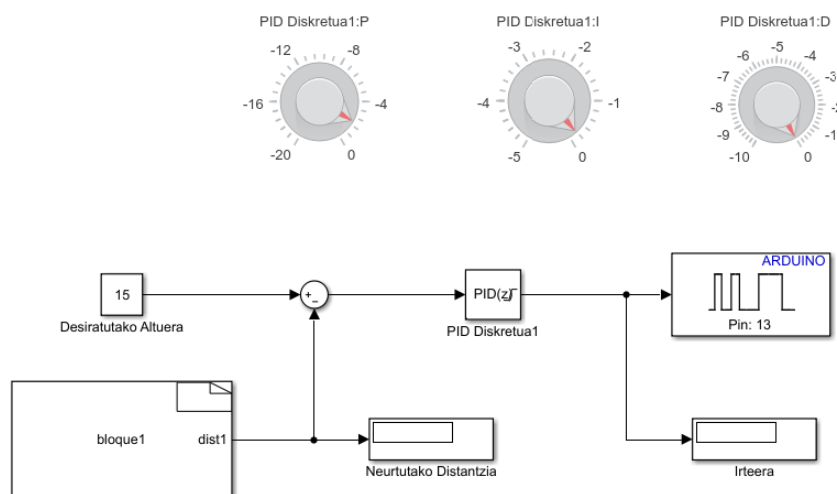 PID Diskretua1:P
-20
-16
-12
-8
-4
0
PID Diskretua1:I
-5
-4
-3
-2
-1
0
PID Diskretua1:D
-10
-9
-8
-7
-6
-5
-4
-3
-2
-1
0
15
Desiratutako Altuera
+
-
PID(z)
PID Diskretua1
ARDUINO
Pin: 13
bloque1
dist1
Neurtutako Distantzia
Irteera